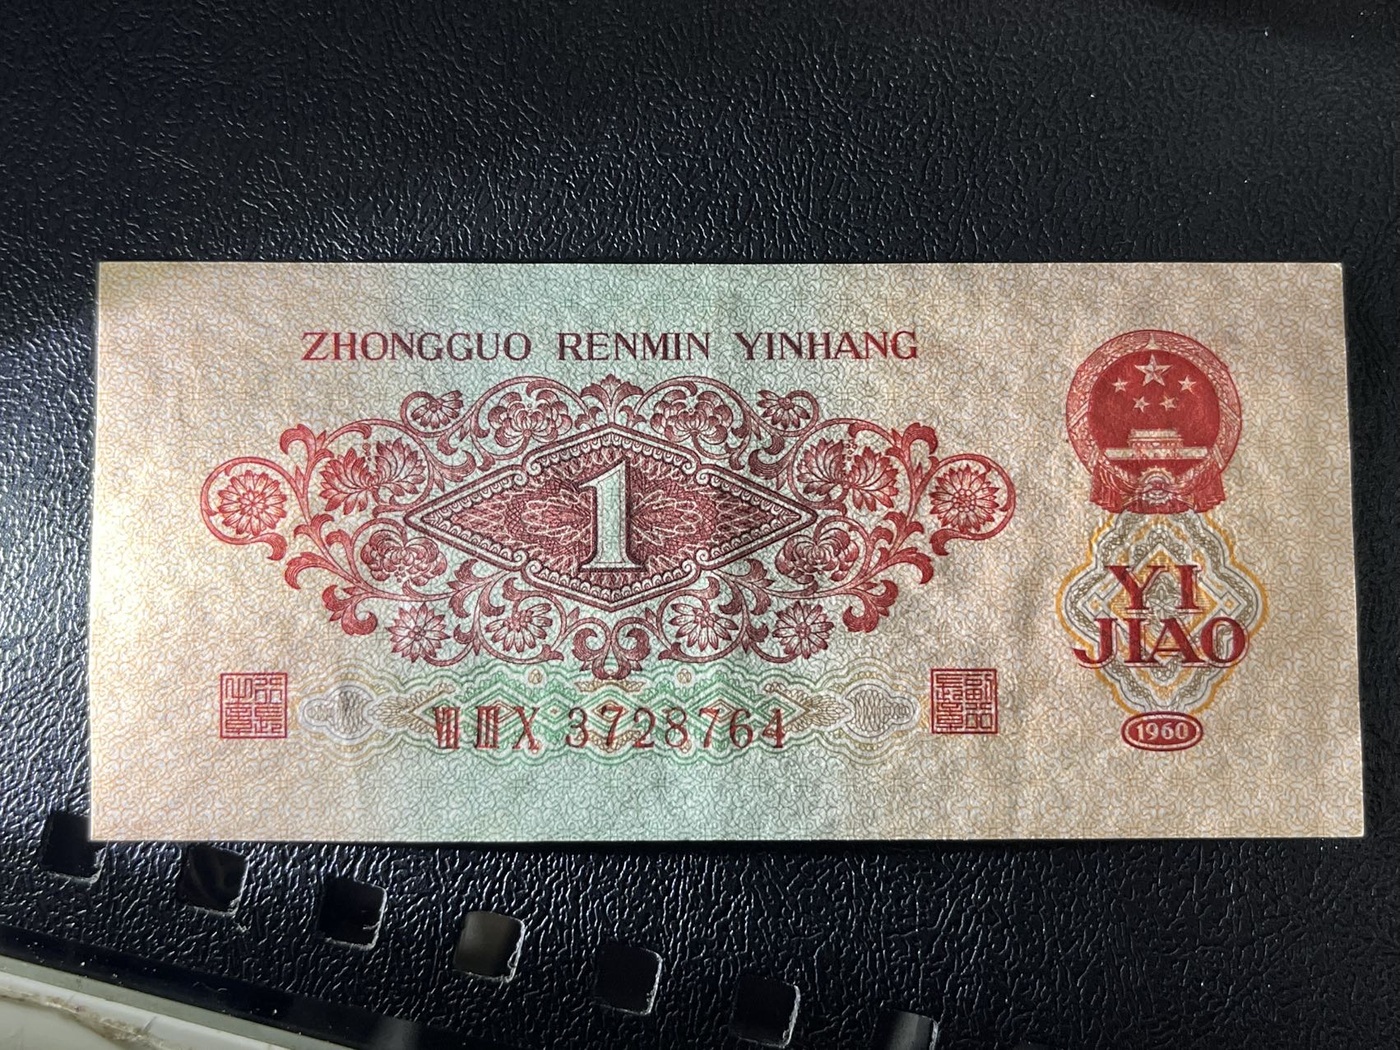 ZHONGGUO RENMIN YINHANG
1
YI
JIAO
VII III X 3728764
1960